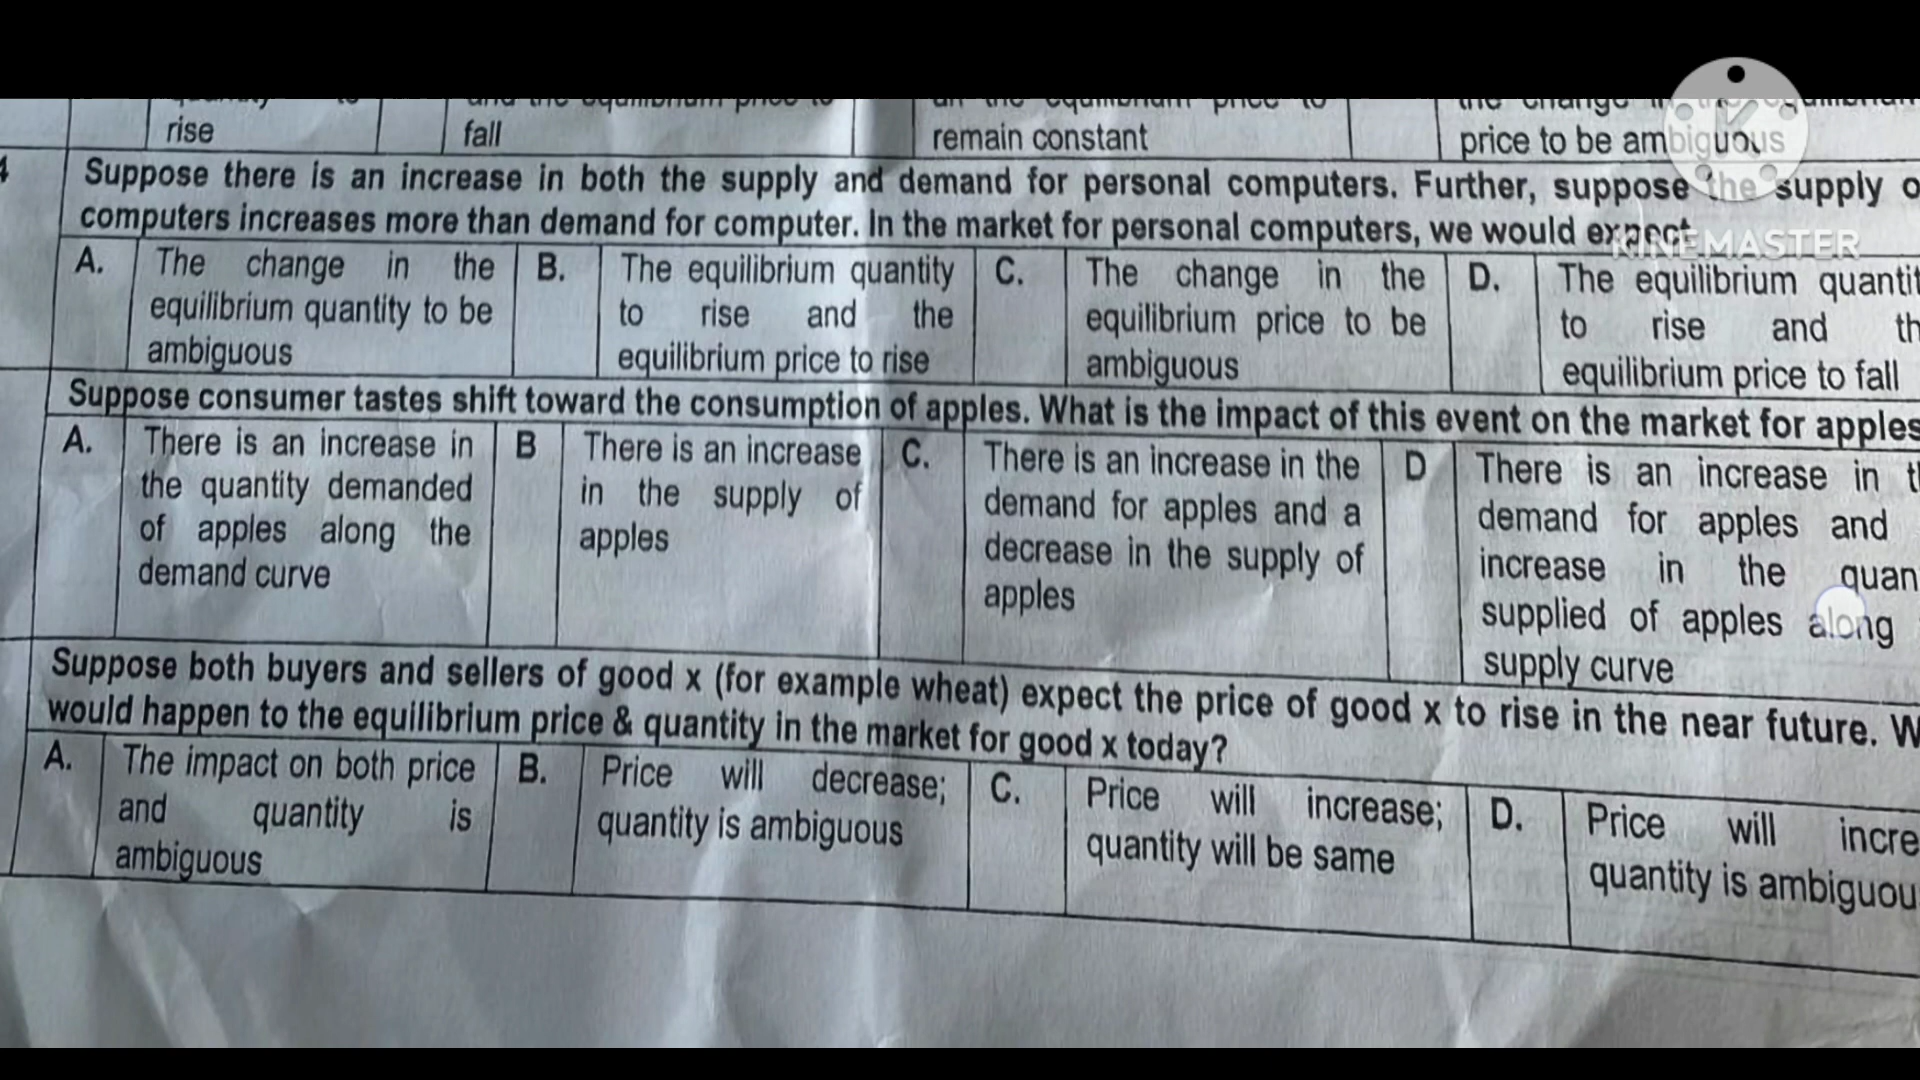 rise
fall
remain constant
price to be ambiguous
Suppose there is an increase in both the supply and demand for personal computers. Further, suppose the supply o
computers increases more than demand for computer. In the market for personal computers, we would expect
KINEMASTER
A. The change in the B. The equilibrium quantity C. The change in the D. The equilibrium quantit
equilibrium quantity to be to rise and the equilibrium price to be to rise and th
ambiguous equilibrium price to rise ambiguous equilibrium price to fall
Suppose consumer tastes shift toward the consumption of apples. What is the impact of this event on the market for apples
A. There is an increase in B There is an increase C. There is an increase in the D There is an increase in t
the quantity demanded in the supply of demand for apples and a demand for apples and
of apples along the apples decrease in the supply of increase in the quan
demand curve apples supplied of apples along
supply curve
Suppose both buyers and sellers of good x (for example wheat) expect the price of good x to rise in the near future. W
would happen to the equilibrium price & quantity in the market for good x today?
A. The impact on both price B. Price will decrease; C. Price will increase; D. Price will incre
and quantity is quantity is ambiguous quantity will be same quantity is ambiguou
ambiguous